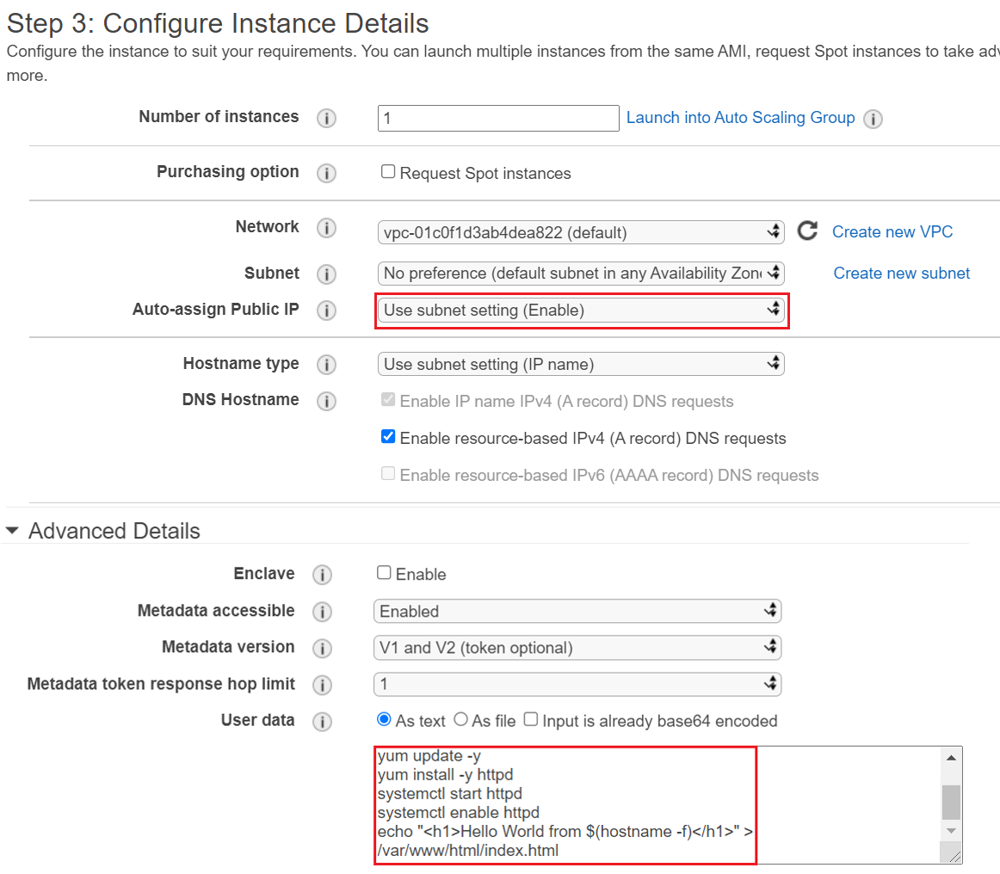 Step 3: Configure Instance Details
Configure the instance to suit your requirements. You can launch multiple instances from the same AMI, request Spot instances to take adv
more.
Number of instances i 1 Launch into Auto Scaling Group i
Purchasing option i Request Spot instances
Network i vpc-01c0f1d3ab4dea822 (default) Create new VPC
Subnet i No preference (default subnet in any Availability Zone Create new subnet
Auto-assign Public IP i Use subnet setting (Enable)
Hostname type i Use subnet setting (IP name)
DNS Hostname i Enable IP name IPv4 (A record) DNS requests
Enable resource-based IPv4 (A record) DNS requests
Enable resource-based IPv6 (AAAA record) DNS requests
Advanced Details
Enclave i Enable
Metadata accessible i Enabled
Metadata version i V1 and V2 (token optional)
Metadata token response hop limit i 1
User data i As text As file Input is already base64 encoded
yum update -y
yum install -y httpd
systemctl start httpd
systemctl enable httpd
echo "<h1>Hello World from $(hostname -f)</h1>" >
/var/www/html/index.html